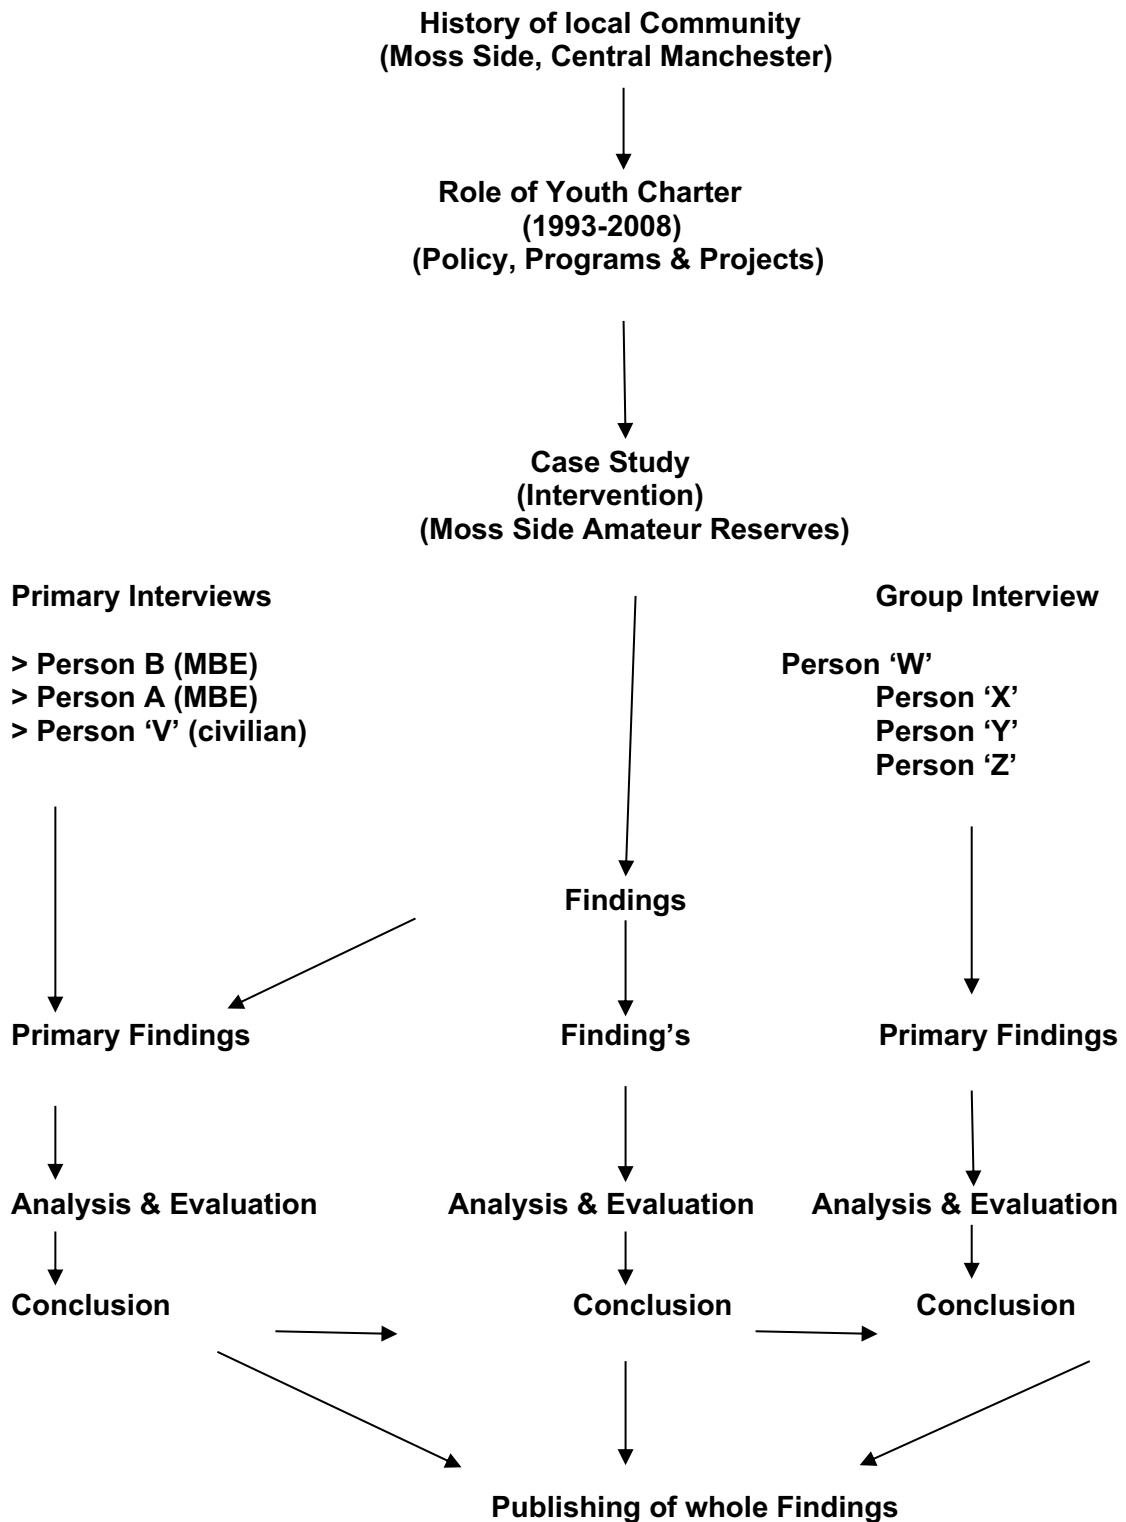 History of local Community
(Moss Side, Central Manchester)
Role of Youth Charter
(1993-2008)
(Policy, Programs & Projects)
Case Study
(Intervention)
(Moss Side Amateur Reserves)
Primary Interviews
Group Interview
> Person B (MBE)
Person ‘W’
> Person A (MBE)
Person ‘X’
> Person ‘V’ (civilian)
Person ‘Y’
Person ‘Z’
Findings
Primary Findings
Finding’s
Primary Findings
Analysis & Evaluation
Analysis & Evaluation
Analysis & Evaluation
Conclusion
Conclusion
Conclusion
Publishing of whole Findings